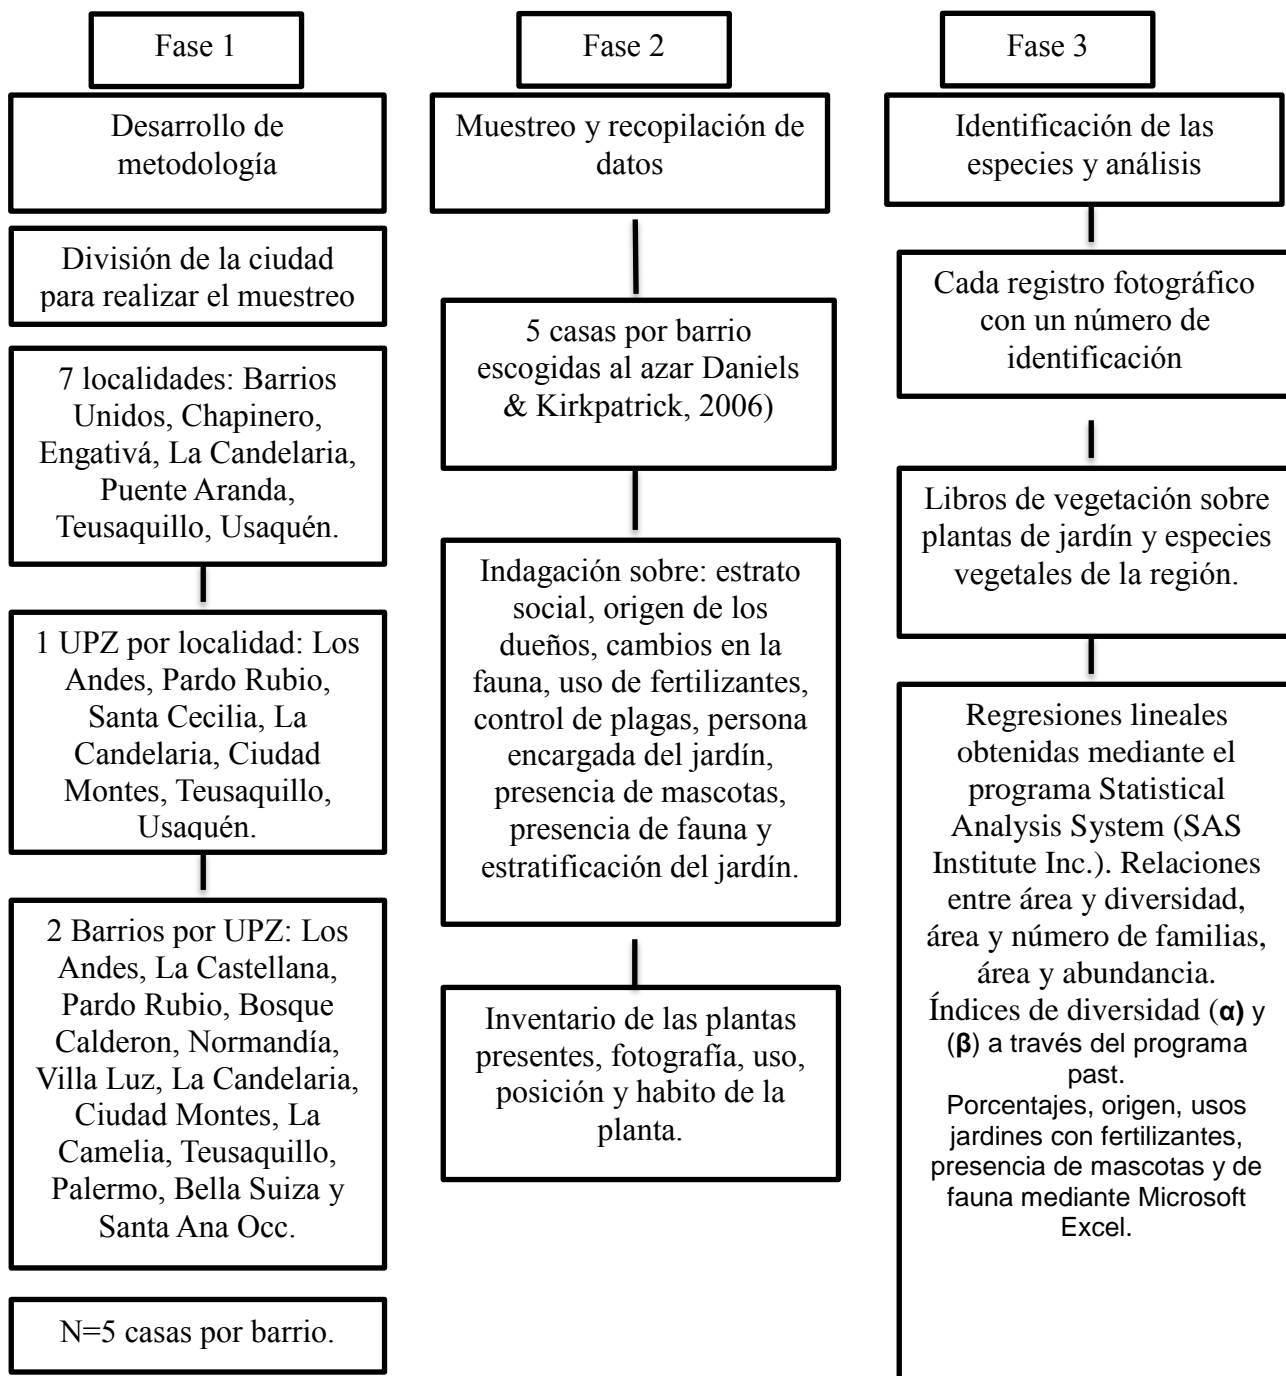 Fase 1
Desarrollo de
metodología
División de la ciudad
para realizar el muestreo
7 localidades: Barrios
Unidos, Chapinero,
Engativá, La Candelaria,
Puente Aranda,
Teusaquillo, Usaquén.
1 UPZ por localidad: Los
Andes, Pardo Rubio,
Santa Cecilia, La
Candelaria, Ciudad
Montes, Teusaquillo,
Usaquén.
2 Barrios por UPZ: Los
Andes, La Castellana,
Pardo Rubio, Bosque
Calderon, Normandía,
Villa Luz, La Candelaria,
Ciudad Montes, La
Camelia, Teusaquillo,
Palermo, Bella Suiza y
Santa Ana Occ.
N=5 casas por barrio.
Fase 2
Muestreo y recopilación de
datos
5 casas por barrio
escogidas al azar Daniels
& Kirkpatrick, 2006)
Indagación sobre: estrato
social, origen de los
dueños, cambios en la
fauna, uso de fertilizantes,
control de plagas, persona
encargada del jardín,
presencia de mascotas,
presencia de fauna y
estratificación del jardín.
Inventario de las plantas
presentes, fotografía, uso,
posición y habito de la
planta.
Fase 3
Identificación de las
especies y análisis
Cada registro fotográfico
con un número de
identificación
Libros de vegetación sobre
plantas de jardín y especies
vegetales de la región.
Regresiones lineales
obtenidas mediante el
programa Statistical
Analysis System (SAS
Institute Inc.). Relaciones
entre área y diversidad,
área y número de familias,
área y abundancia.
Índices de diversidad (α) y
(β) a través del programa
past.
Porcentajes, origen, usos
jardines con fertilizantes,
presencia de mascotas y de
fauna mediante Microsoft
Excel.